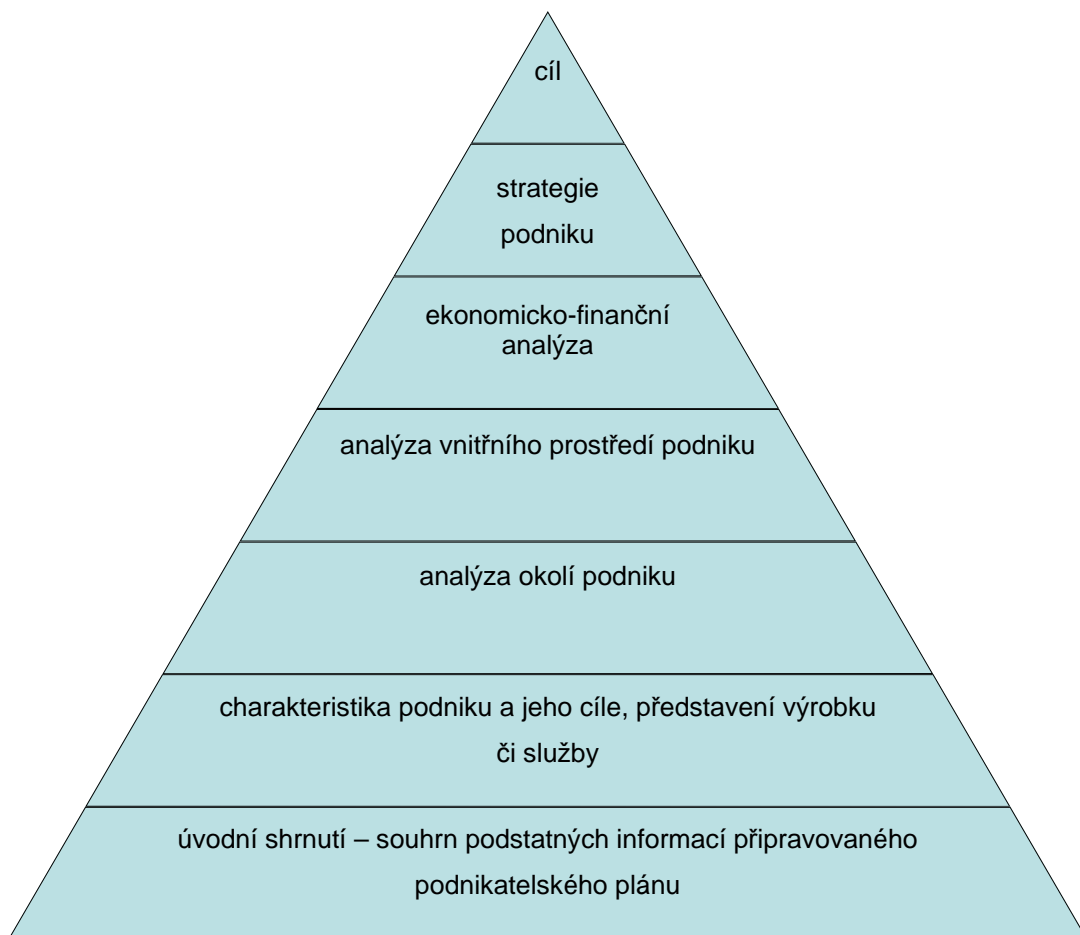 cíl
strategie
podniku
ekonomicko-finanční
analýza
analýza vnitřního prostředí podniku
analýza okolí podniku
charakteristika podniku a jeho cíle, představení výrobku
či služby
úvodní shrnutí – souhrn podstatných informací připravovaného
podnikatelského plánu